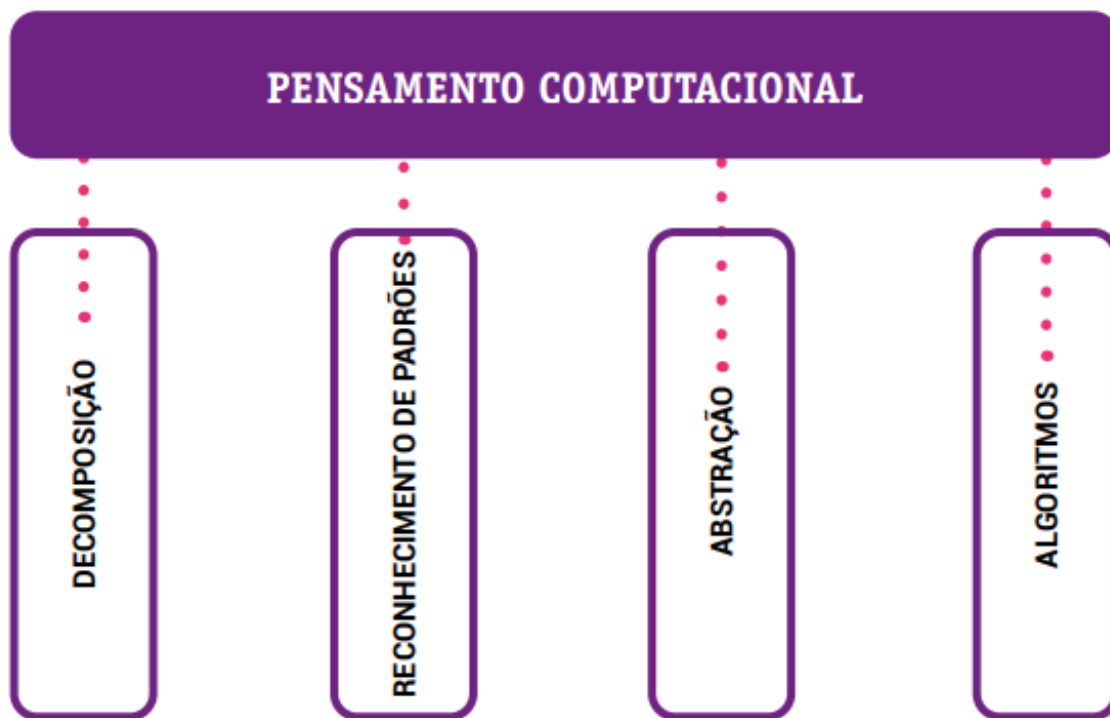 PENSAMENTO COMPUTACIONAL
DECOMPOSIÇÃO
RECONHECIMENTO DE PADRÕES
ABSTRAÇÃO
ALGORITMOS